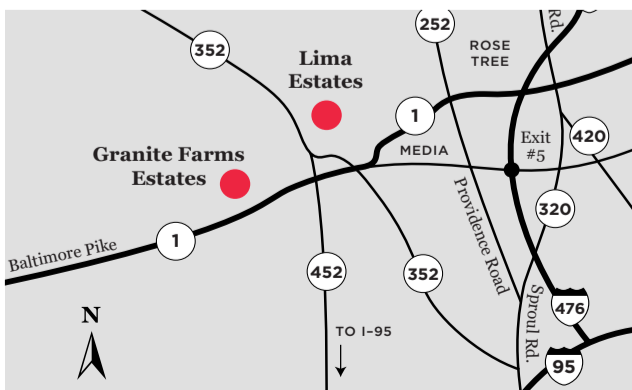 252
Rd.
352
ROSE
TREE
Lima
Estates
1
420
Exit
#5
MEDIA
Granite Farms
Estates
320
Providence Road
1
Baltimore Pike
452
352
Sproul Rd.
476
N
TO I-95
95